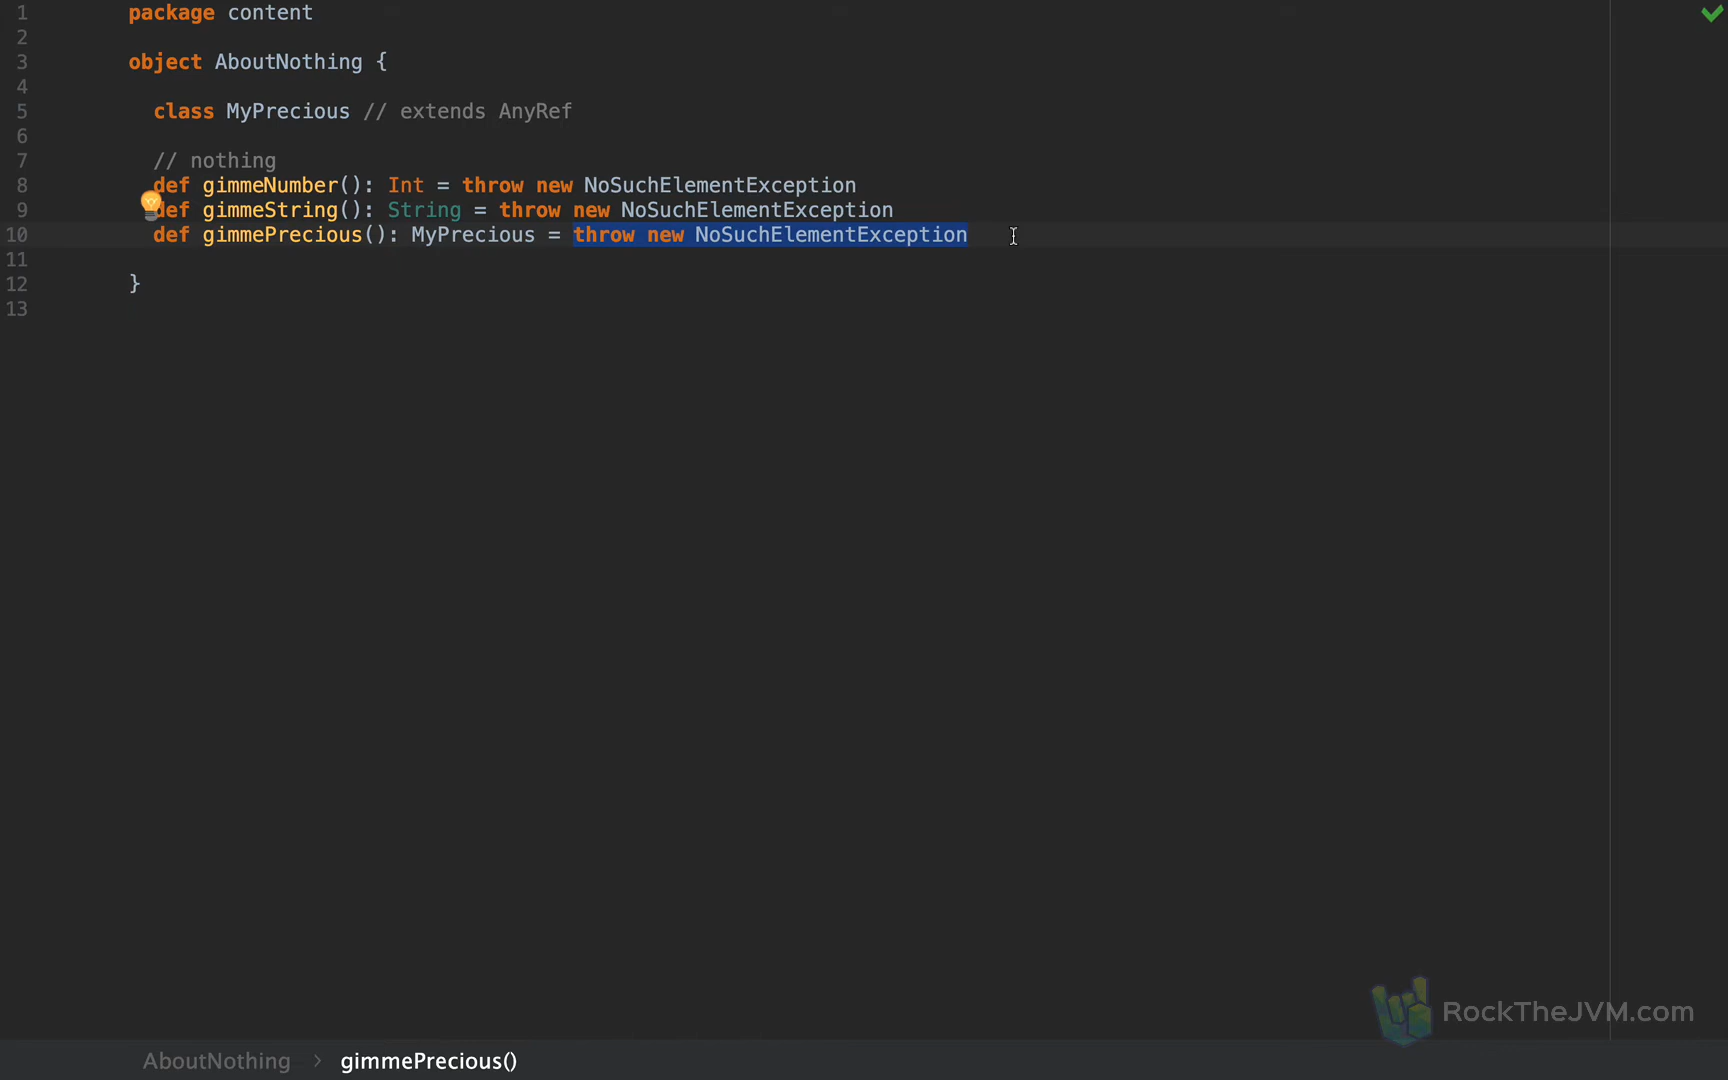 1 package content
2
3 object AboutNothing {
4
5 class MyPrecious // extends AnyRef
6
7 // nothing
8 def gimmeNumber(): Int = throw new NoSuchElementException
9 def gimmeString(): String = throw new NoSuchElementException
10 def gimmePrecious(): MyPrecious = throw new NoSuchElementException
11
12 }
13
RockTheJVM.com
AboutNothing > gimmePrecious()